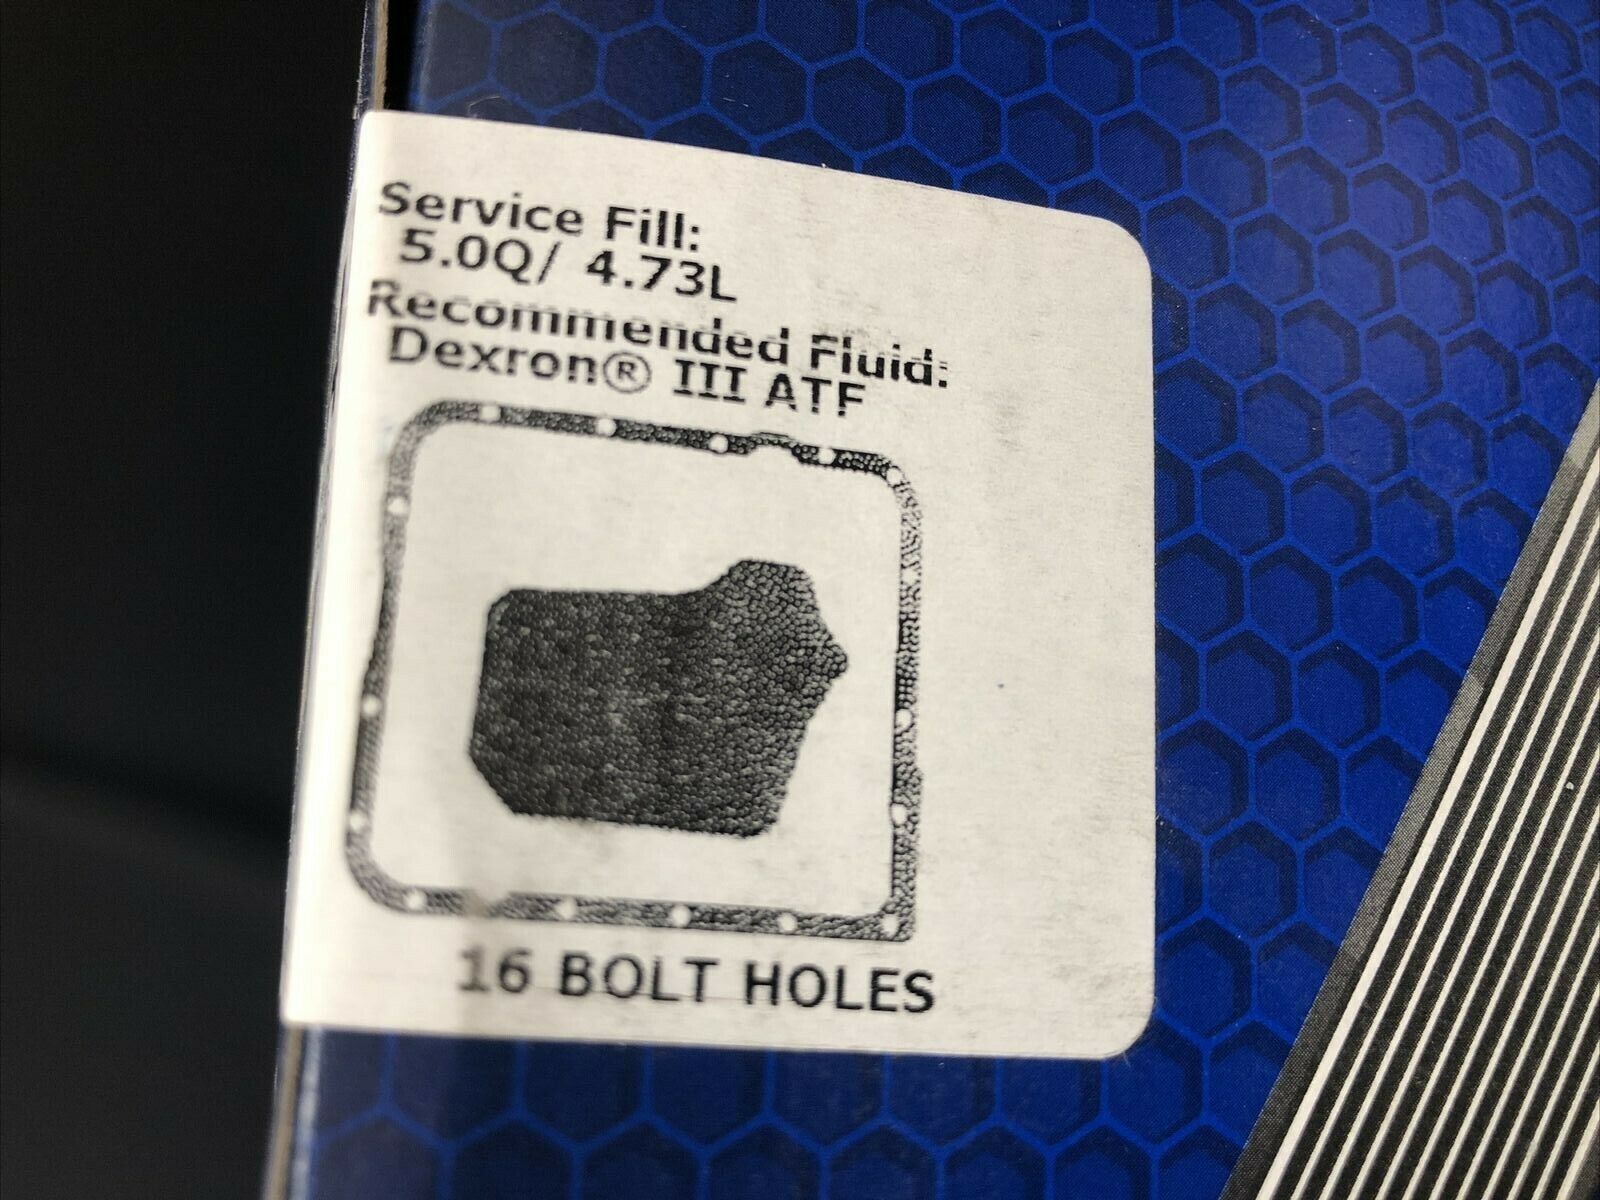 Service Fill:
5.0Q/ 4.73L
Recommended Fluid:
Dexron® III ATF
16 BOLT HOLES